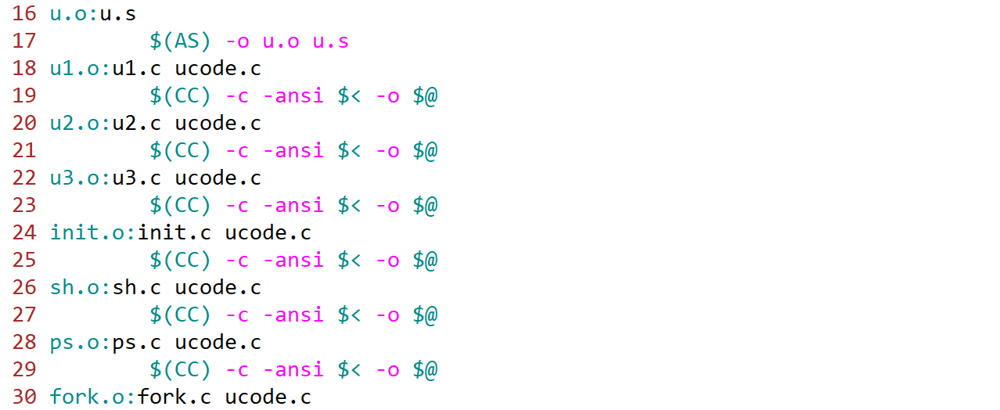 16 u.o:u.s
17         $(AS) -o u.o u.s
18 u1.o:u1.c ucode.c
19         $(CC) -c -ansi $< -o $@
20 u2.o:u2.c ucode.c
21         $(CC) -c -ansi $< -o $@
22 u3.o:u3.c ucode.c
23         $(CC) -c -ansi $< -o $@
24 init.o:init.c ucode.c
25         $(CC) -c -ansi $< -o $@
26 sh.o:sh.c ucode.c
27         $(CC) -c -ansi $< -o $@
28 ps.o:ps.c ucode.c
29         $(CC) -c -ansi $< -o $@
30 fork.o:fork.c ucode.c